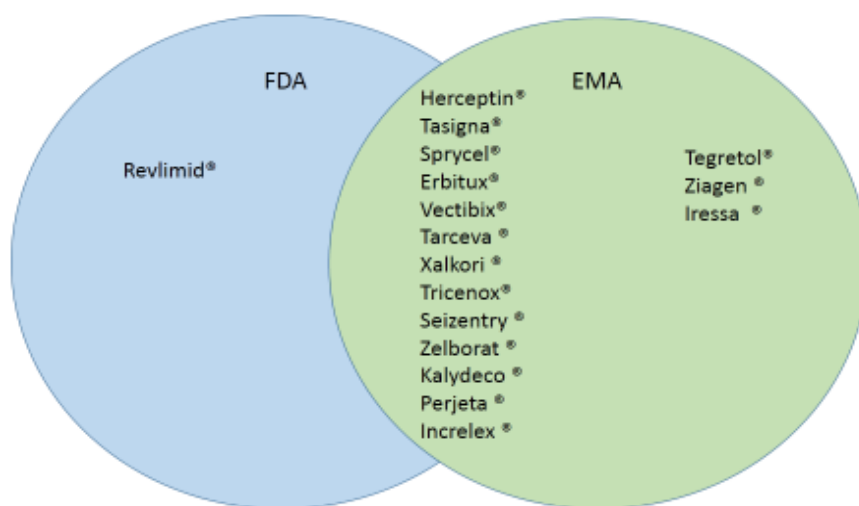 FDA
EMA
Revlimid®
Herceptin®
Tasigna®
Sprycel®
Erbitux®
Vectibix®
Tarceva ®
Xalkori ®
Tricenox®
Seizentry ®
Zelborat ®
Kalydeco ®
Perjeta ®
Increlex ®
Tegretol®
Ziagen ®
Iressa ®